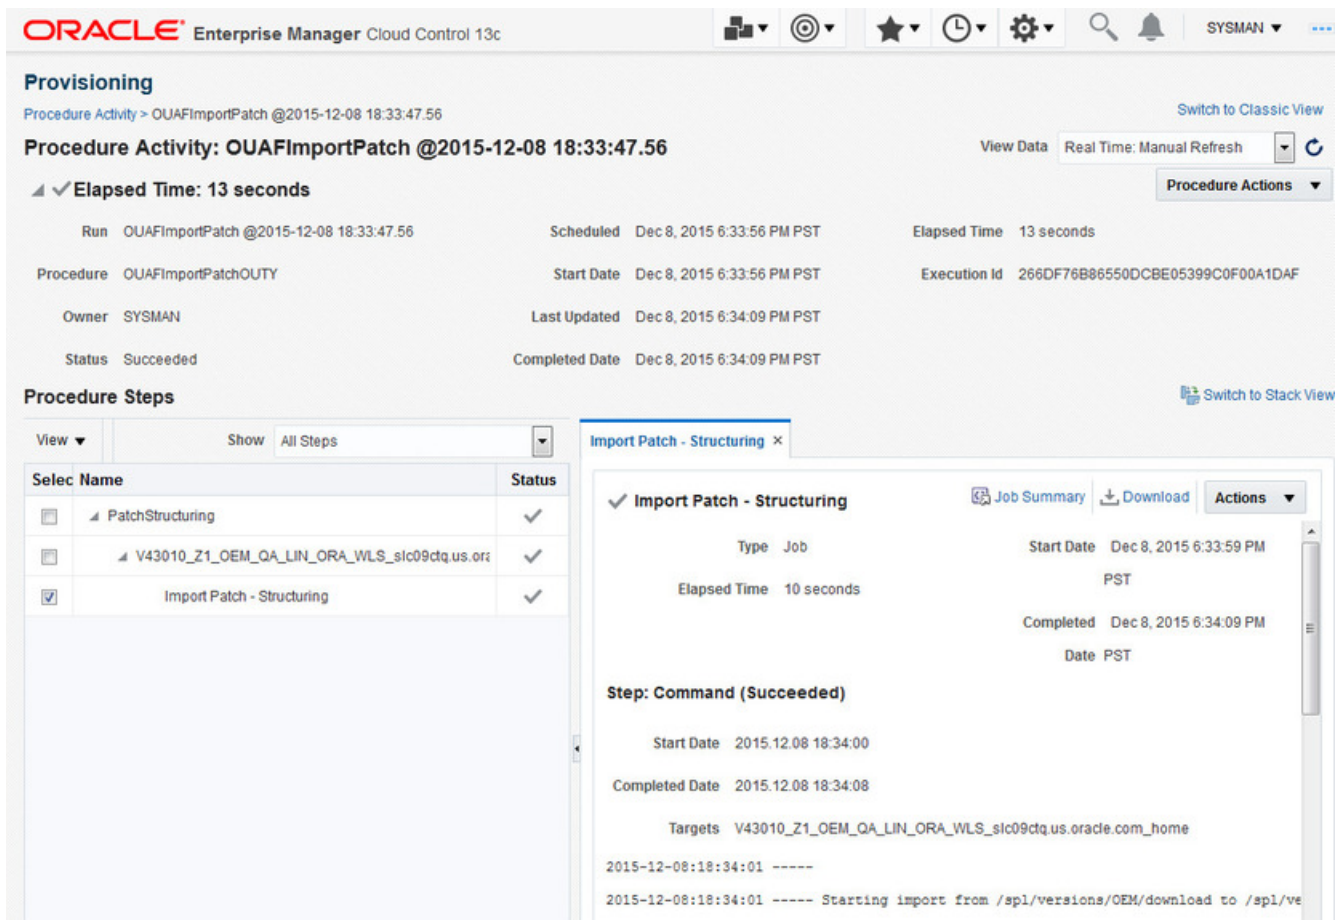 ORACLE Enterprise Manager Cloud Control 13c
SYSMAN
Provisioning
Procedure Activity > OUAFImportPatch @2015-12-08 18:33:47.56
Switch to Classic View
Procedure Activity: OUAFImportPatch @2015-12-08 18:33:47.56
View Data Real Time: Manual Refresh
Elapsed Time: 13 seconds
Procedure Actions
Run OUAFImportPatch @2015-12-08 18:33:47.56
Scheduled Dec 8, 2015 6:33:56 PM PST
Elapsed Time 13 seconds
Procedure OUAFImportPatchOUTY
Start Date Dec 8, 2015 6:33:56 PM PST
Execution Id 266DF76B86550DCBE05399C0F00A1DAF
Owner SYSMAN
Last Updated Dec 8, 2015 6:34:09 PM PST
Status Succeeded
Completed Date Dec 8, 2015 6:34:09 PM PST
Procedure Steps
Switch to Stack View
View
Show All Steps
Selec Name Status
PatchStructuring
V43010_Z1_OEM_QA_LIN_ORA_WLS_slc09ctq.us.ora
Import Patch - Structuring
Import Patch - Structuring ×
Import Patch - Structuring
Job Summary
Download
Actions
Type Job
Start Date Dec 8, 2015 6:33:59 PM
PST
Elapsed Time 10 seconds
Completed Dec 8, 2015 6:34:09 PM
Date PST
Step: Command (Succeeded)
Start Date 2015.12.08 18:34:00
Completed Date 2015.12.08 18:34:08
Targets V43010_Z1_OEM_QA_LIN_ORA_WLS_slc09ctq.us.oracle.com_home
2015-12-08:18:34:01 -----
2015-12-08:18:34:01 ----- Starting import from /spl/versions/OEM/download to /spl/ve